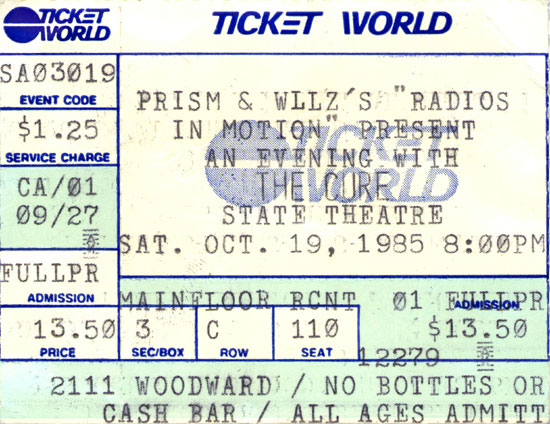 TICKET WORLD
TICKET WORLD
SA03019
EVENT CODE
$1.25
SERVICE CHARGE
CA/01
09/27
FULLPR
ADMISSION
13.50
PRICE
PRISM & WLLZ'S "RADIOS
IN MOTION" PRESENT
AN EVENING WITH
THE CURR
STATE THEATRE
SAT. OCT. 19, 1985 8:00PM
TICKET
WORLD
MAINFLOOR RCNT 01 FULLPR
ADMISSION
3 C 110 $13.50
SEC/BOX ROW SEAT
12279
2111 WOODWARD / NO BOTTLES OR
CASH BAR / ALL AGES ADMITT